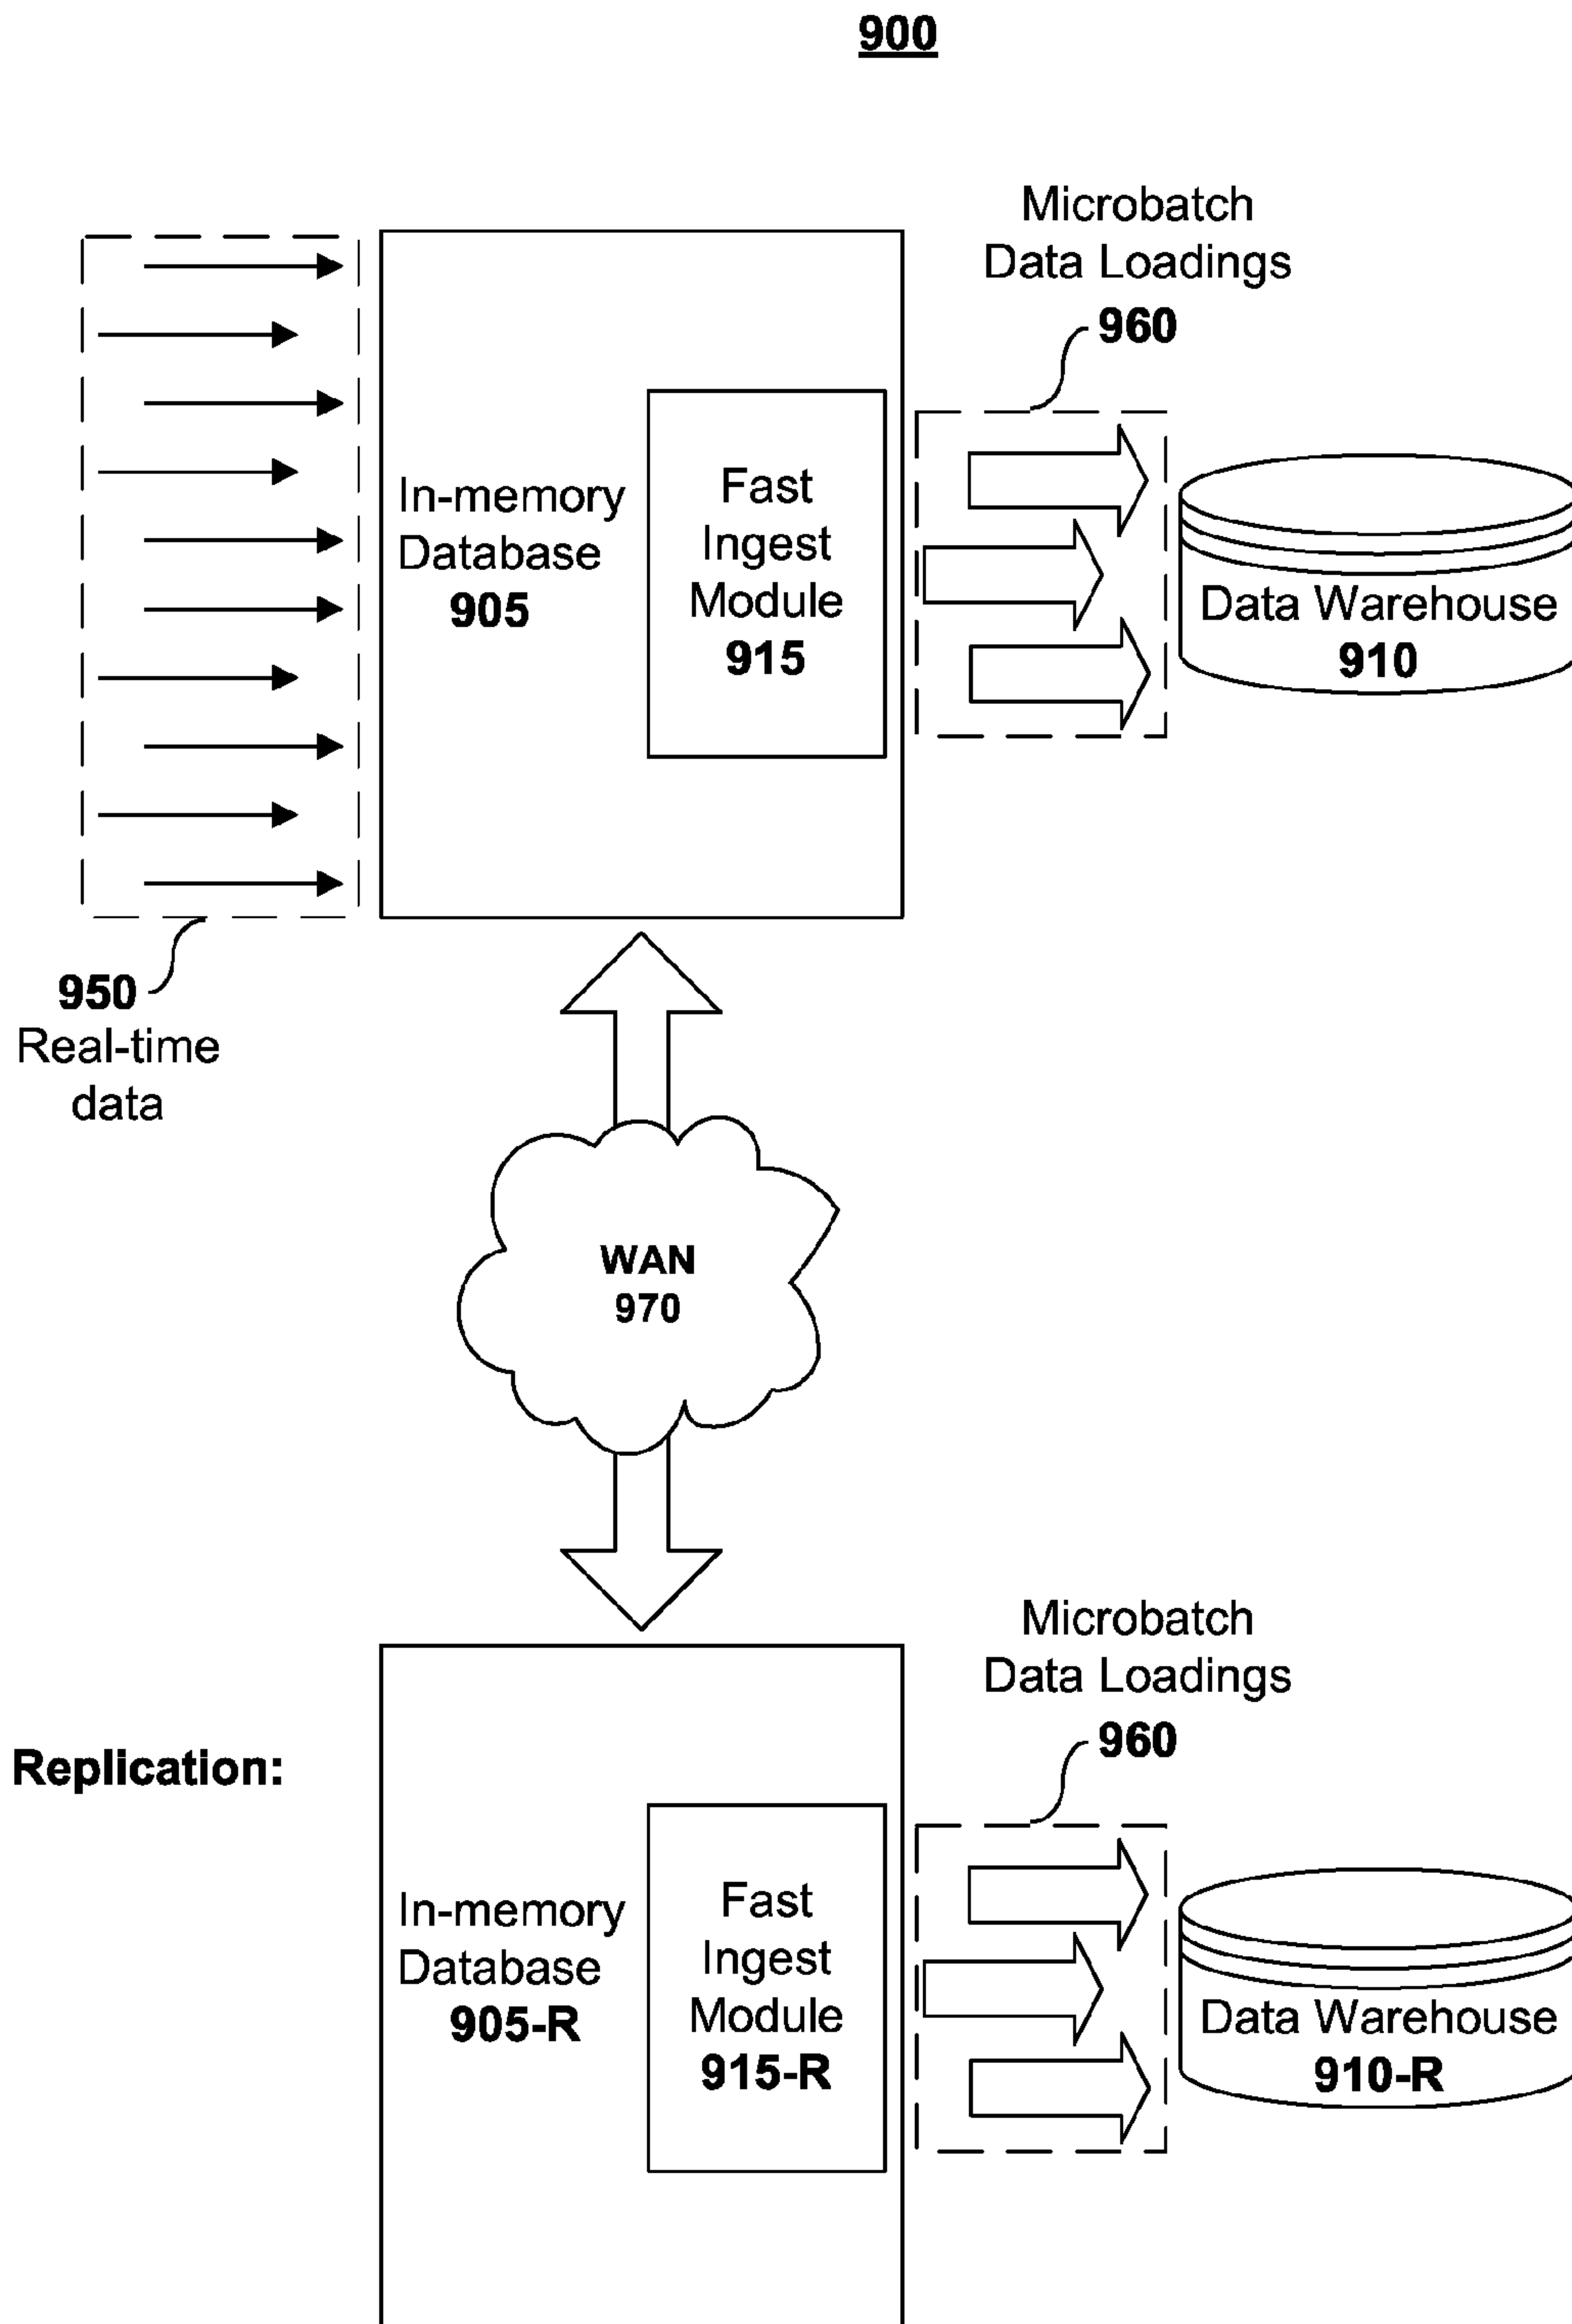 900
Microbatch
Data Loadings
960
In-memory
Database
905
Fast
Ingest
Module
915
Data Warehouse
910
950
Real-time
data
WAN
970
Replication:
Microbatch
Data Loadings
960
In-memory
Database
905-R
Fast
Ingest
Module
915-R
Data Warehouse
910-R